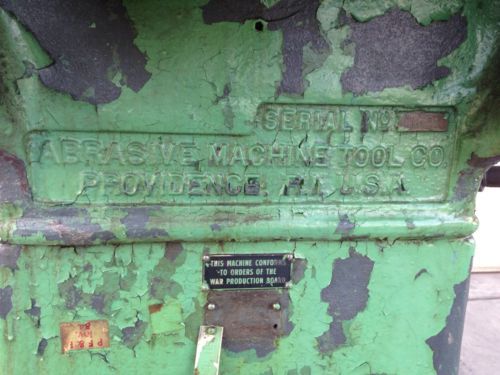 SERIAL NO.
ABRASIVE MACHINE TOOL CO.
PROVIDENCE. R.I. U.S.A.
THIS MACHINE CONFORMS
TO ORDERS OF THE
WAR PRODUCTION BOARD